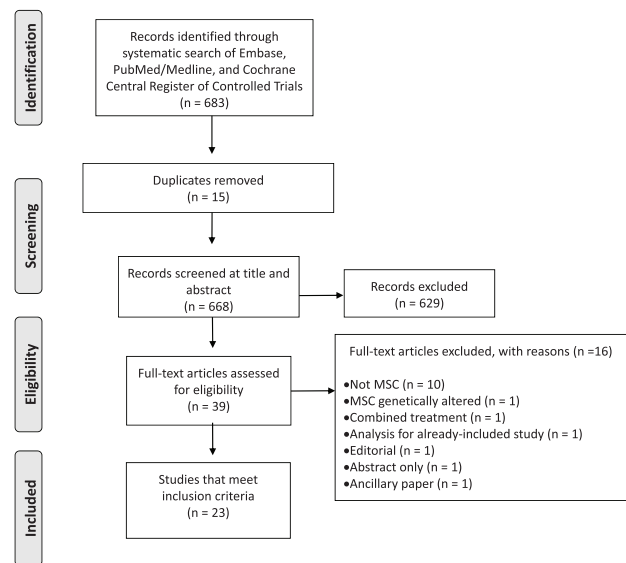 Identification
Records identified through
systematic search of Embase,
PubMed/Medline, and Cochrane
Central Register of Controlled Trials
(n = 683)
Screening
Duplicates removed
(n = 15)
Records screened at title and
abstract
(n = 668)
Records excluded
(n = 629)
Eligibility
Full-text articles assessed
for eligibility
(n = 39)
Full-text articles excluded, with reasons (n =16)
●Not MSC (n = 10)
●MSC genetically altered (n = 1)
●Combined treatment (n = 1)
●Analysis for already-included study (n = 1)
●Editorial (n = 1)
●Abstract only (n = 1)
●Ancillary paper (n = 1)
Included
Studies that meet
inclusion criteria
(n = 23)